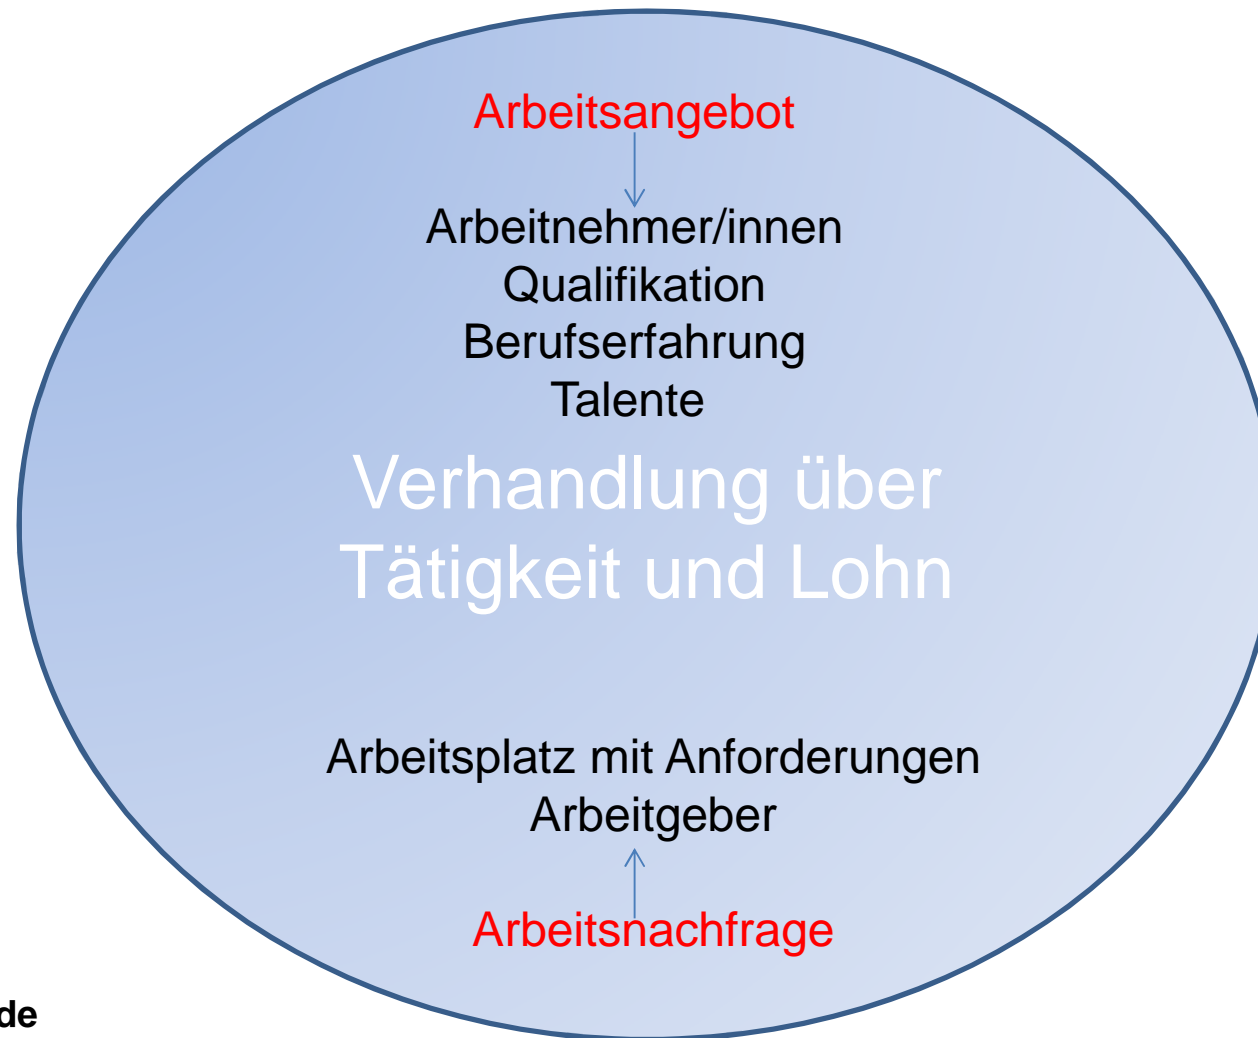 Arbeitsangebot
Arbeitnehmer/innen
Qualifikation
Berufserfahrung
Talente
Verhandlung über
Tätigkeit und Lohn
Arbeitsplatz mit Anforderungen
Arbeitgeber
Arbeitsnachfrage
de